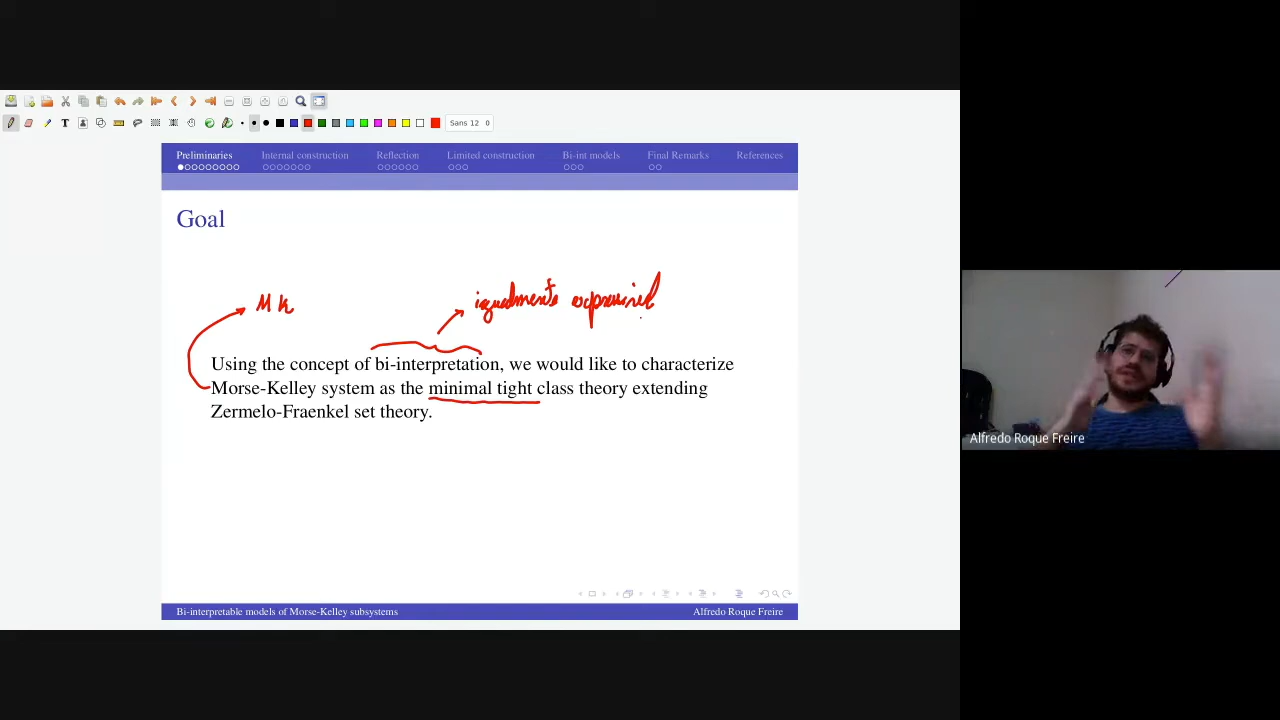 Sans 12
Preliminaries Internal construction Reflection Limited construction Bi-int models Final Remarks References
Goal
MK
igualmente
Using the concept of bi-interpretation, we would like to characterize
Morse-Kelley system as the minimal tight class theory extending
Zermelo-Fraenkel set theory.
Alfredo Roque Freire
Bi-interpretable models of Morse-Kelley subsystems Alfredo Roque Freire